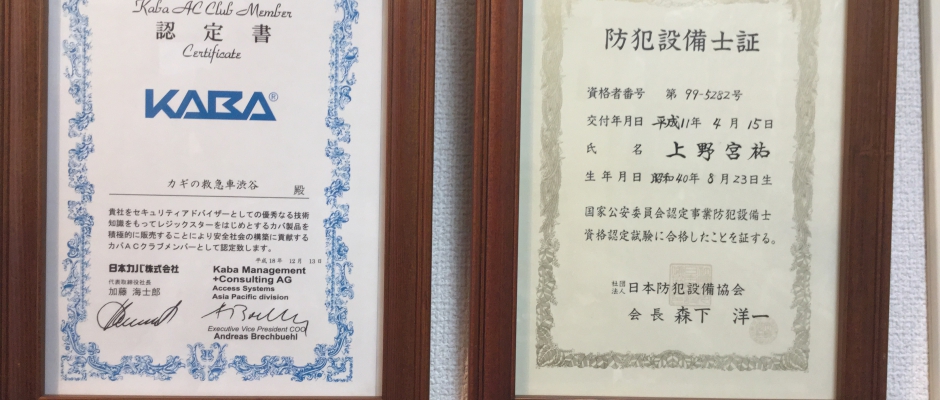 Kaba AC Club Member
認定書
Certificate
KABA®
カギの救急車渋谷 殿
貴社をセキュリティアドバイザーとしての優秀なる技術
知識をもってレジックスターをはじめとするカバ製品を
積極的に販売することにより安全社会の構築に貢献する
カバACクラブメンバーとして認定致します。
平成18年 12月 13日
日本カバ株式会社
代表取締役社長
加藤 海士郎
Kaba Management
+Consulting AG
Access Systems
Asia Pacific division
Executive Vice President COO
Andreas Brechbuehl
防犯設備士証
資格者番号 第 99-5282号
交付年月日 平成11年 4月 15日
氏名 上野宮祐
生年月日 昭和40年 8月23日生
国家公安委員会認定事業防犯設備士
資格認定試験に合格したことを証する。
社団法人 日本防犯設備協会
会長 森下 洋一